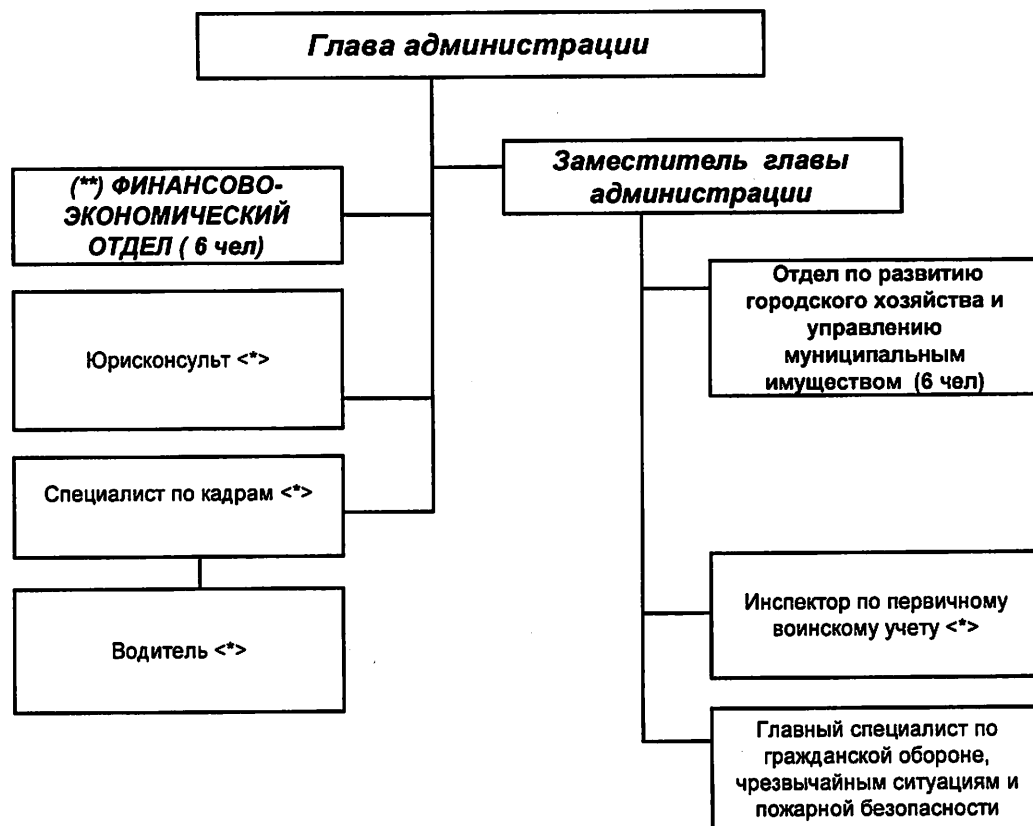 Глава администрации
Заместитель главы
администрации
(**) ФИНАНСОВО-
ЭКОНОМИЧЕСКИЙ
ОТДЕЛ ( 6 чел)
Отдел по развитию
городского хозяйства и
управлению
муниципальным
имуществом (6 чел)
Юрисконсульт <*>
Специалист по кадрам <*>
Инспектор по первичному
воинскому учету <*>
Водитель <*>
Главный специалист по
гражданской обороне,
чрезвычайным ситуациям и
пожарной безопасности